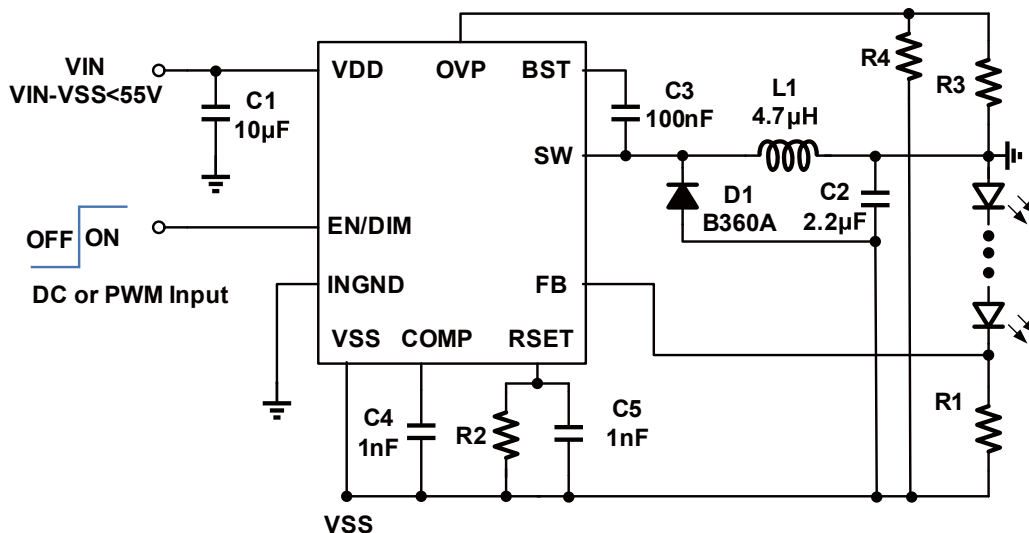 VIN
VIN-VSS<55V
C1
10µF
OFF
ON
DC or PWM Input
VDD
OVP
BST
SW
EN/DIM
INGND
FB
VSS
COMP
RSET
C3
100nF
L1
4.7µH
D1
B360A
C2
2.2µF
R4
R3
R1
C4
1nF
R2
C5
1nF
VSS